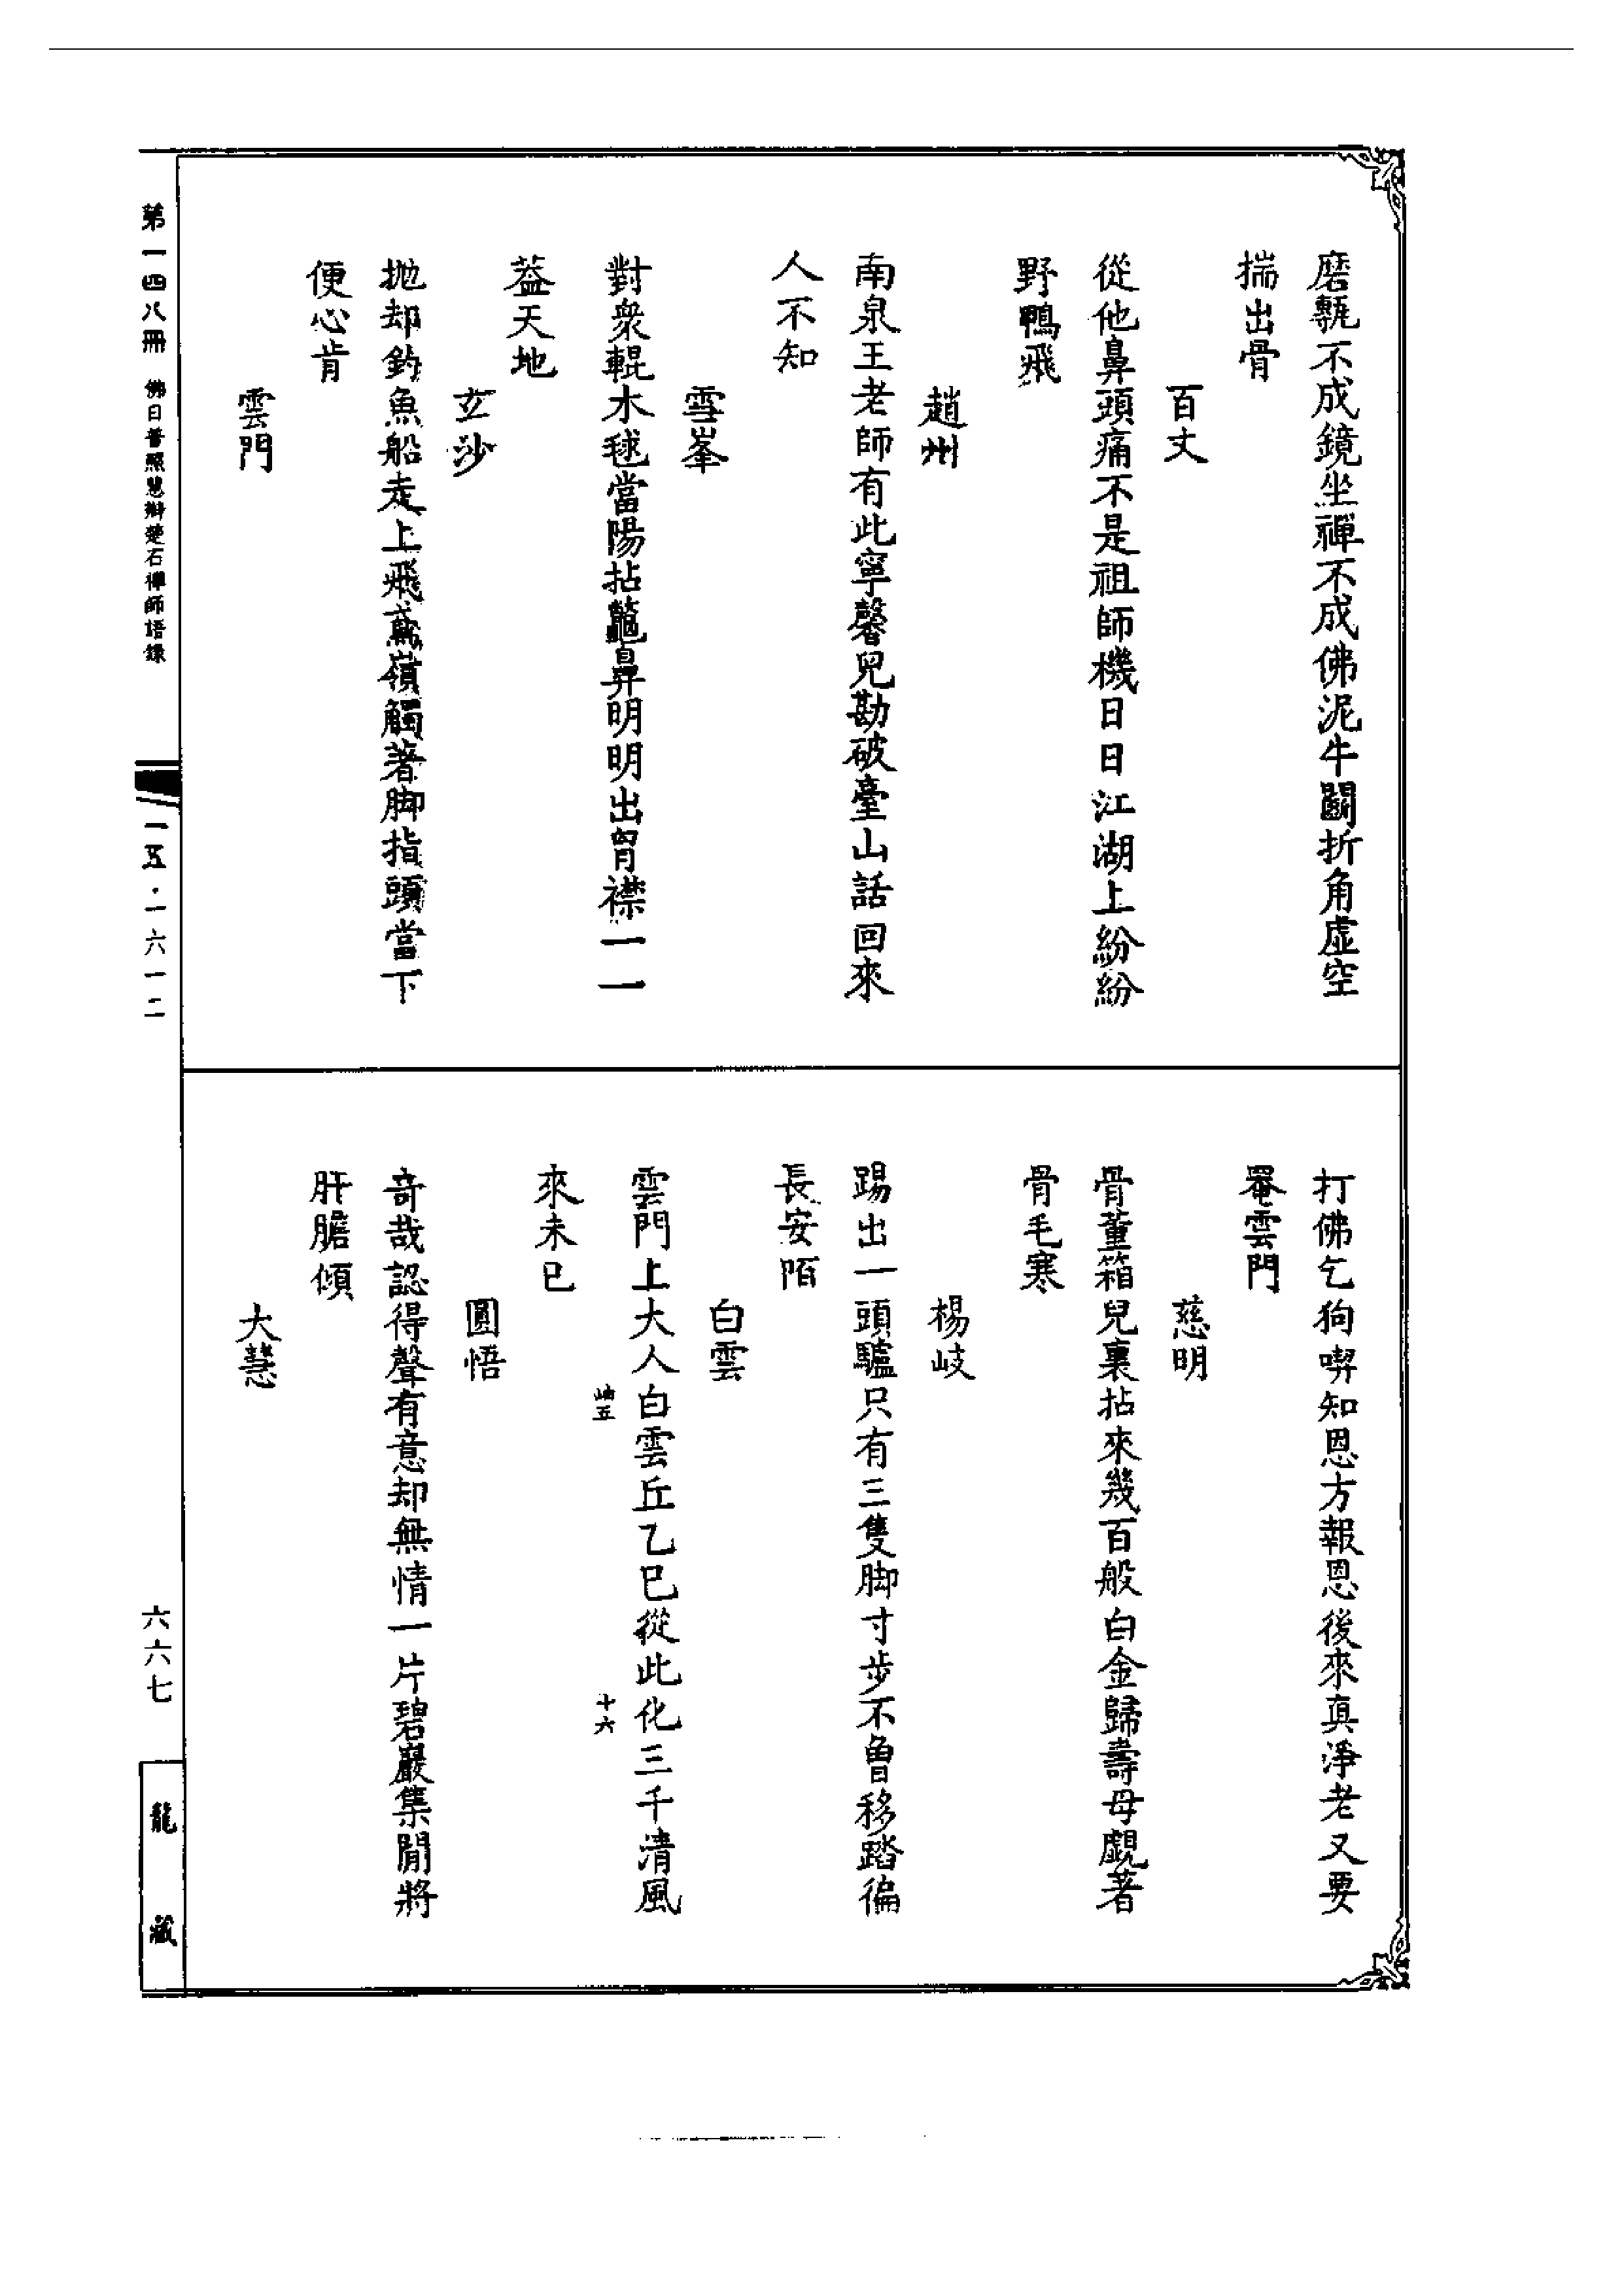 磨甎不成鏡坐禪不成佛泥牛鬭折角虛空
揣出骨
百丈
從他鼻頭痛不是祖師機日日江湖上紛紛
野鴨飛
趙州
南泉王老師有此寧馨兒勘破臺山話回來
人不知
雪峯
對衆輥木毬當陽拈鼈鼻明明出胷襟一一
葢天地
玄沙
拋却釣魚船走上飛鳶嶺觸著脚指頭當下
便心肯
雲門
打佛乞狗喫知恩方報恩後來真淨老又要
罨雲門
慈明
骨董箱兒裏拈來幾百般白金歸壽母覷著
骨毛寒
楊岐
踢出一頭驢只有三隻脚寸步不曾移踏徧
長安陌
白雲
雲門上大人白雲丘乙巳從此化三千清風
岫五
十六
來未已
圓悟
奇哉認得聲有意却無情一片碧巖集閒將
肝膽傾
大慧
第一四八冊 佛日普照慧辯楚石禪師語錄
一五·一六一二
六六七
龍藏